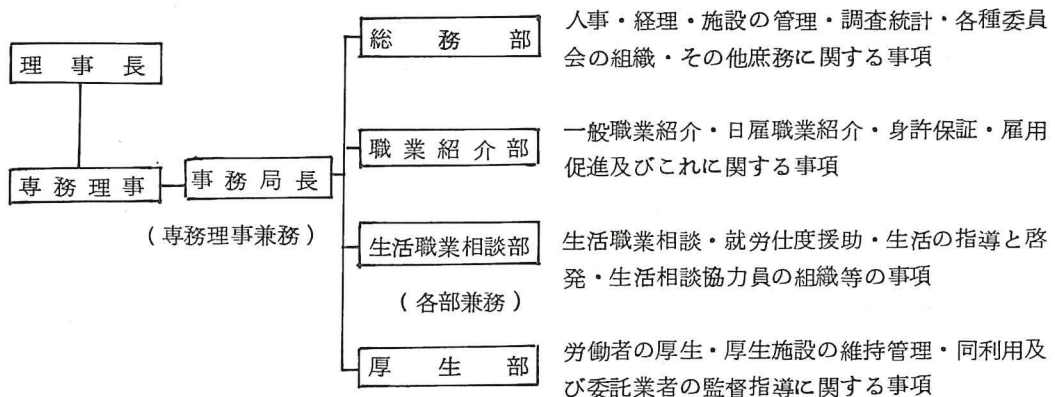 理事長
専務理事
事務局長
(専務理事兼務)
総務部
人事・経理・施設の管理・調査統計・各種委員
会の組織・その他庶務に関する事項
職業紹介部
一般職業紹介・日雇職業紹介・身許保証・雇用
促進及びこれに関する事項
生活職業相談部
(各部兼務)
生活職業相談・就労仕度援助・生活の指導と啓
発・生活相談協力員の組織等の事項
厚生部
労働者の厚生・厚生施設の維持管理・同利用及
び委託業者の監督指導に関する事項